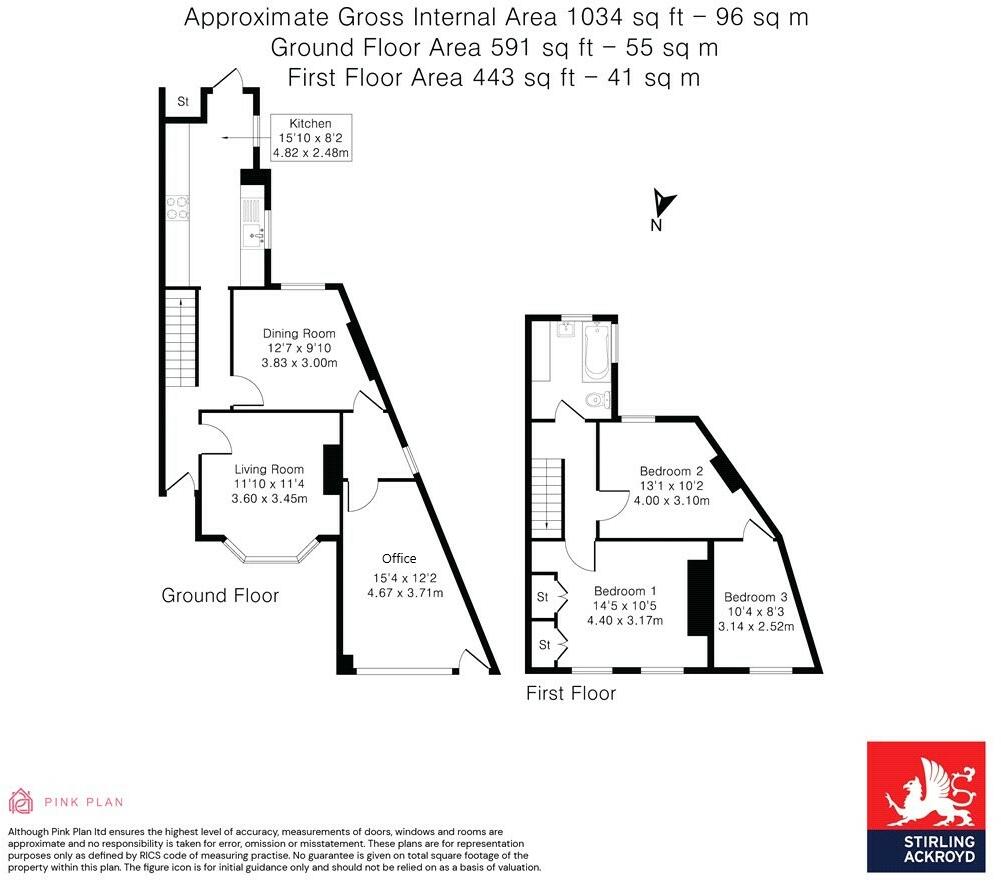 Approximate Gross Internal Area 1034 sq ft – 96 sq m
Ground Floor Area 591 sq ft – 55 sq m
First Floor Area 443 sq ft – 41 sq m
St
Kitchen
15'10 x 8'2
4.82 x 2.48m
N
Dining Room
12'7 x 9'10
3.83 x 3.00m
Living Room
11'10 x 11'4
3.60 x 3.45m
Office
15'4 x 12'2
4.67 x 3.71m
Ground Floor
Bedroom 2
13'1 x 10'2
4.00 x 3.10m
St
St
Bedroom 1
14'5 x 10'5
4.40 x 3.17m
Bedroom 3
10'4 x 8'3
3.14 x 2.52m
First Floor
PINK PLAN
Although Pink Plan ltd ensures the highest level of accuracy, measurements of doors, windows and rooms are
approximate and no responsibility is taken for error, omission or misstatement. These plans are for representation
purposes only as defined by RICS code of measuring practise. No guarantee is given on total square footage of the
property within this plan. The figure icon is for initial guidance only and should not be relied on as a basis of valuation.
STIRLING
ACKROYD